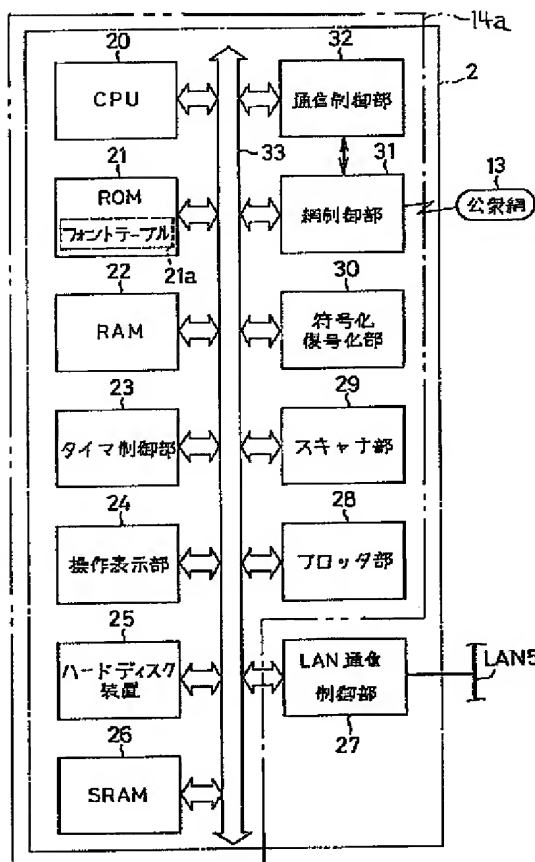 14a
20
CPU
32
通信制御部
2
33
21
ROM
フォントテーブル
21a
31
網制御部
13
公衆網
22
RAM
30
符号化
復号化部
23
タイマ制御部
29
スキャナ部
24
操作表示部
28
プロッタ部
25
ハードディスク
装置
LAN通信
制御部
27
LAN5
26
SRAM